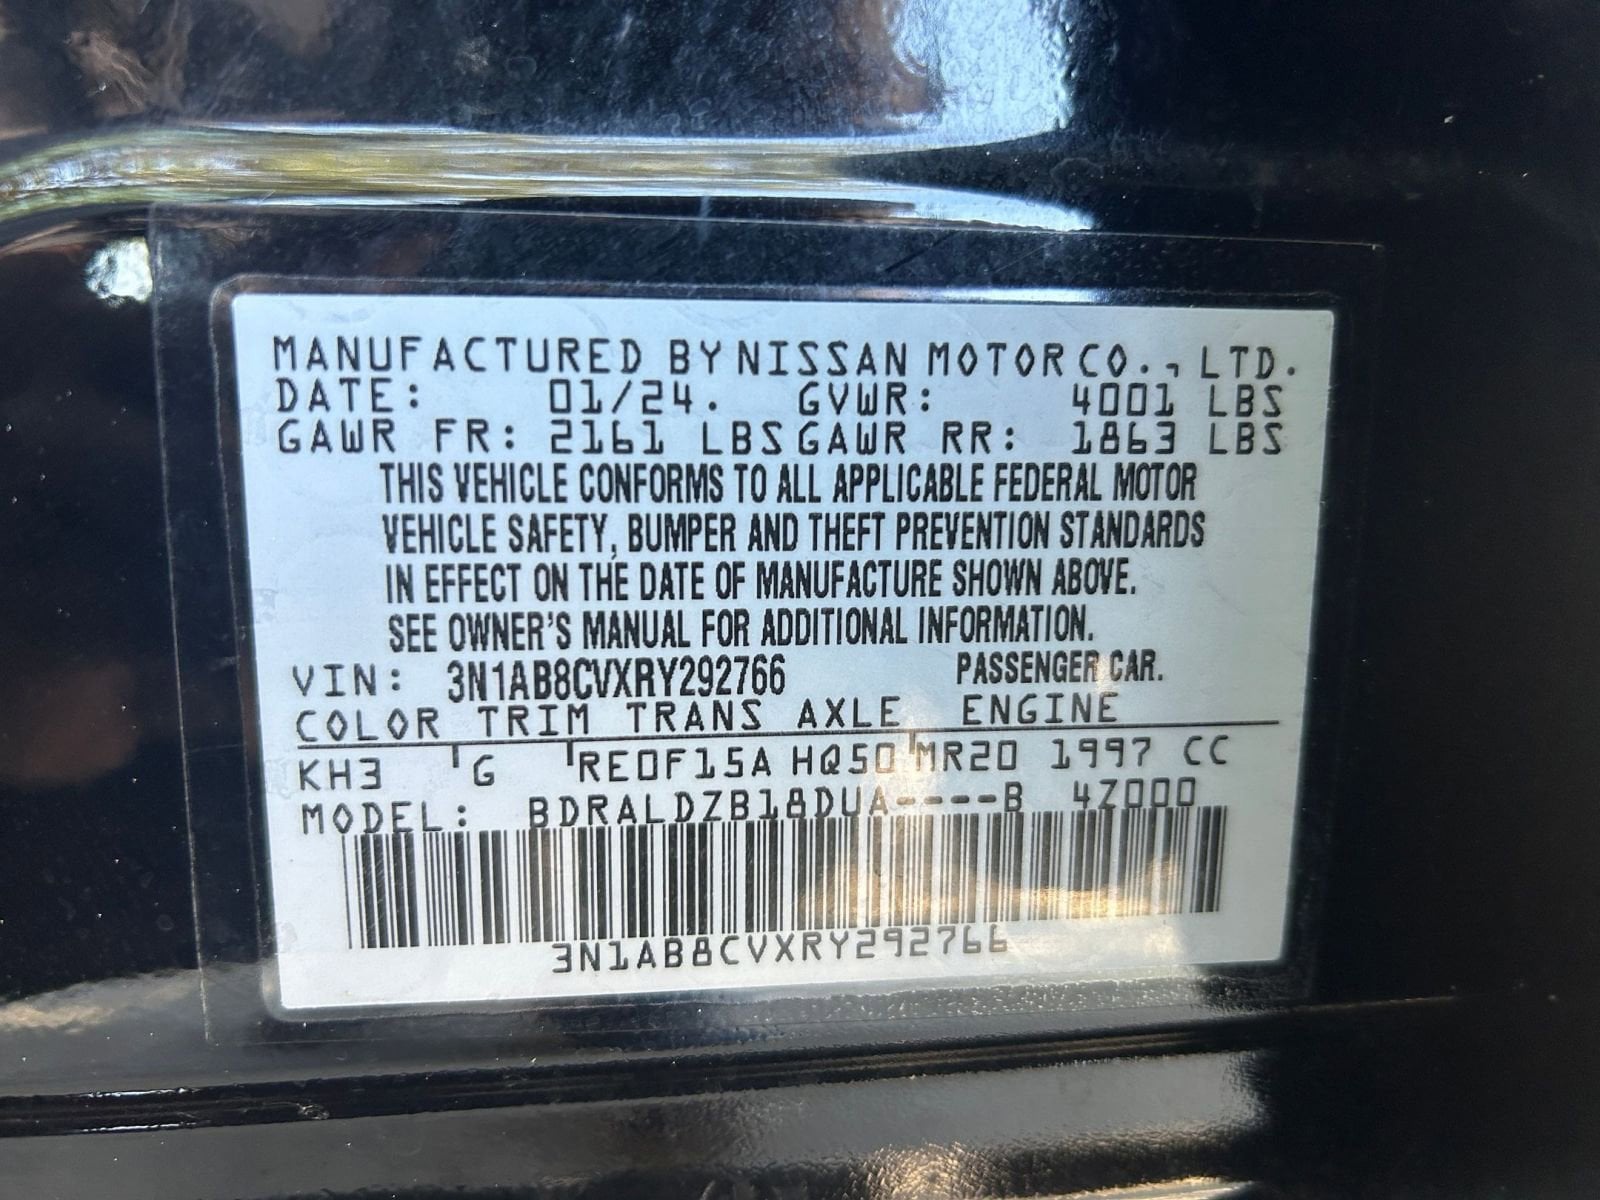 MANUFACTURED BY NISSAN MOTOR CO., LTD.
DATE: 01/24. GVWR: 4001 LBS
GAWR FR: 2161 LBS GAWR RR: 1863 LBS
THIS VEHICLE CONFORMS TO ALL APPLICABLE FEDERAL MOTOR
VEHICLE SAFETY, BUMPER AND THEFT PREVENTION STANDARDS
IN EFFECT ON THE DATE OF MANUFACTURE SHOWN ABOVE.
SEE OWNER'S MANUAL FOR ADDITIONAL INFORMATION.
VIN: 3N1AB8CVXRY292766 PASSENGER CAR.
COLOR TRIM TRANS AXLE ENGINE
KH3 G RE0F15A HQ50 MR20 1997 CC
MODEL: BDRALDZB18DUA----B 4Z000
3N1AB8CVXRY292766